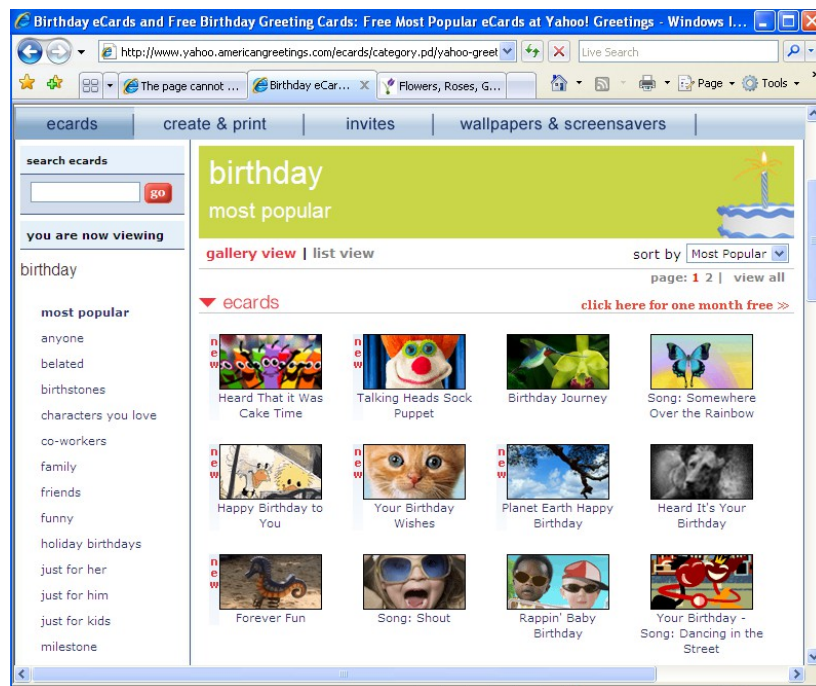 Birthday eCards and Free Birthday Greeting Cards: Free Most Popular eCards at Yahoo! Greetings - Windows I...
http://www.yahoo.americangreetings.com/ecards/category.pd/yahoo-greet
Live Search
The page cannot ...
Birthday eCar...
Flowers, Roses, G...
Page
Tools
ecards
create & print
invites
wallpapers & screensavers
search ecards
go
you are now viewing
birthday
most popular
anyone
belated
birthstones
characters you love
co-workers
family
friends
funny
holiday birthdays
just for her
just for him
just for kids
milestone
birthday
most popular
gallery view | list view
sort by Most Popular
page: 1 2 | view all
ecards
click here for one month free >>
new
Heard That it Was
Cake Time
new
Talking Heads Sock
Puppet
Birthday Journey
Song: Somewhere
Over the Rainbow
new
Happy Birthday to
You
new
Your Birthday
Wishes
new
Planet Earth Happy
Birthday
Heard It's Your
Birthday
new
Forever Fun
Song: Shout
Rappin' Baby
Birthday
Your Birthday -
Song: Dancing in the
Street